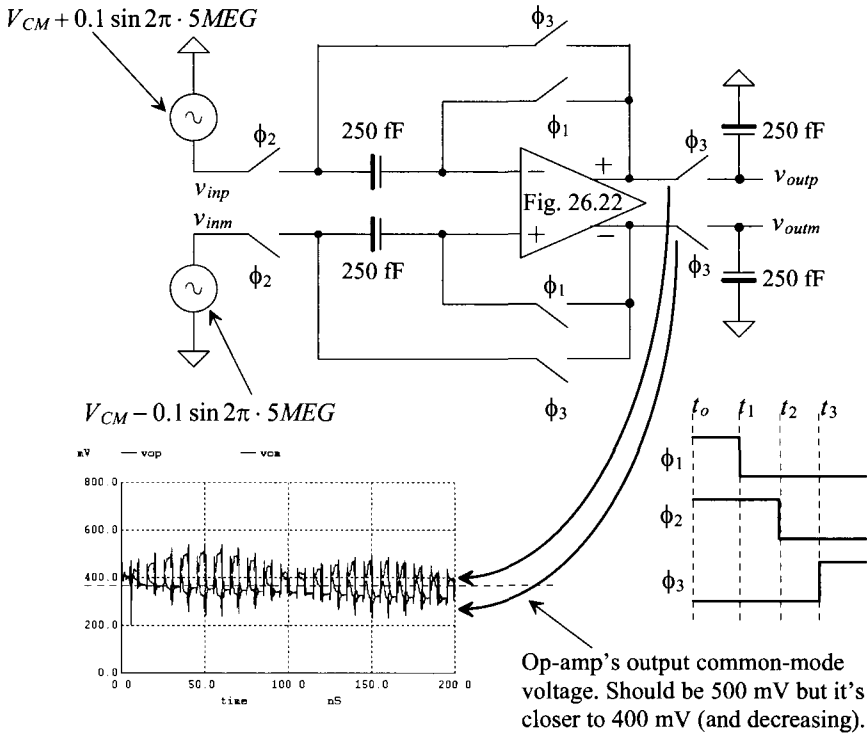 V_CM + 0.1 sin 2π · 5MEG
ϕ3
ϕ1
ϕ2
250 fF
v_inp
v_inm
− +
Fig. 26.22
+ −
ϕ3
250 fF
v_outp
v_outm
ϕ2
250 fF
ϕ3
250 fF
ϕ1
ϕ3
V_CM − 0.1 sin 2π · 5MEG
t_o t_1 t_2 t_3
ϕ1
ϕ2
ϕ3
mV — vop — vom
800.0
600.0
400.0
200.0
0.0
0.0 50.0 100.0 150.0 200.0
time nS
Op-amp's output common-mode
voltage. Should be 500 mV but it's
closer to 400 mV (and decreasing).